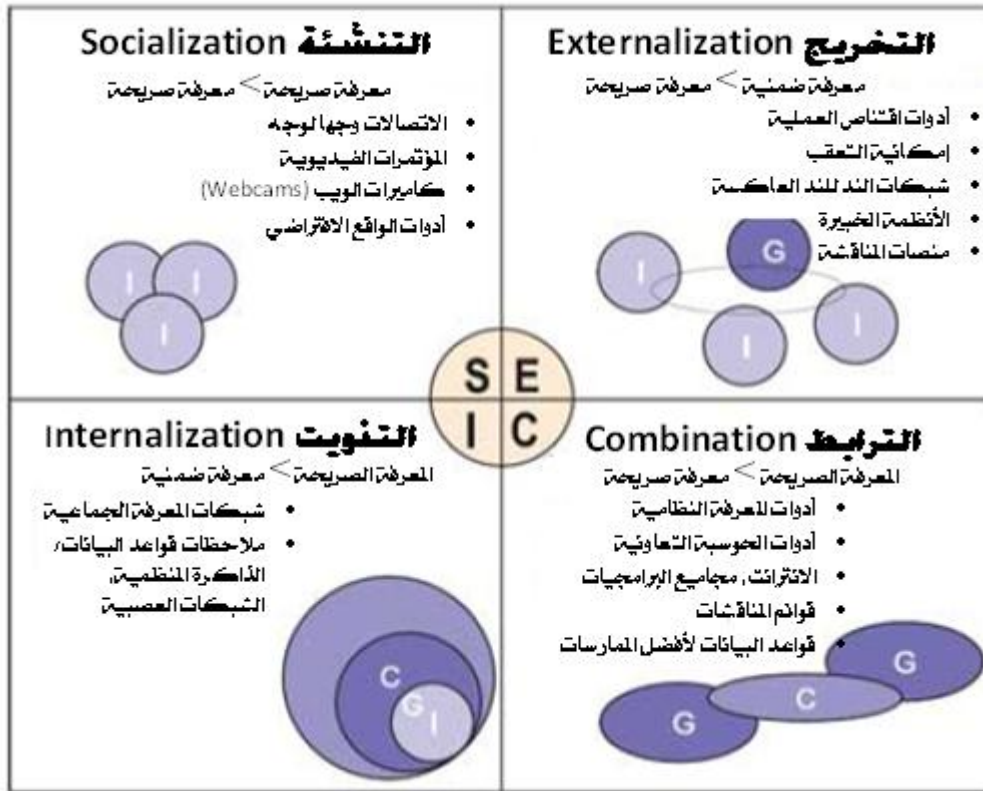 التنشئة Socialization
معرفة صريحة > معرفة صريحة
• الاتصالات وجها لوجه
• المؤتمرات الفيديوية
• كاميرات الويب (Webcams)
• أدوات الواقع الافتراضي
I I
I
التخريج Externalization
معرفة ضمنية > معرفة صريحة
• أدوات اقتناص العملية
• إمكانية التعقب
• شبكات الند للند العاكسة
• الأنظمة الخبيرة
• منصات المناقشة
G
I
I I
S E
I C
التذويت Internalization
المعرفة الصريحة > معرفة ضمنية
• شبكات المعرفة الجماعية
• ملاحظات قواعد البيانات/
الذاكرة المنظمية،
الشبكات العصبية
C
G
I
الترابط Combination
المعرفة الصريحة > معرفة صريحة
• أدوات المعرفة النظامية
• أدوات الحوسبة التعاونية
• الانترانت، مجاميع البرامجيات
• قوائم المناقشات
• قواعد البيانات لأفضل الممارسات
G
C
G